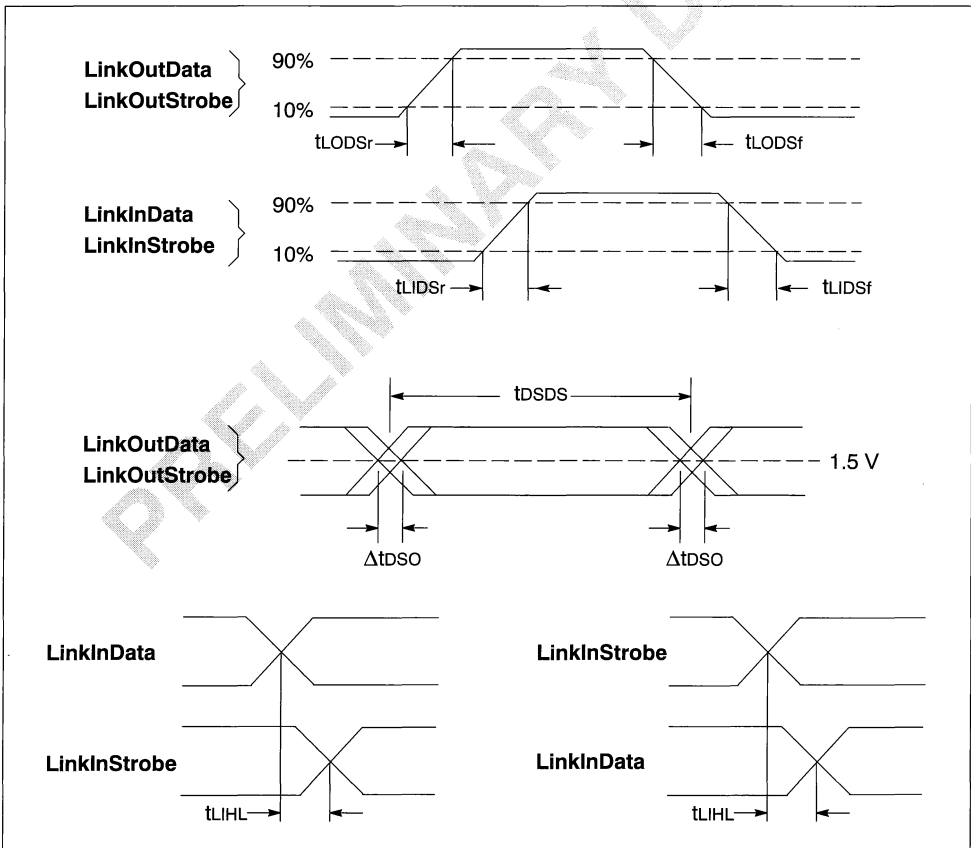 LinkOutData
LinkOutStrobe
90%
10%
tLODSr
tLODSf
LinkInData
LinkInStrobe
90%
10%
tLIDSr
tLIDSf
tDSDS
LinkOutData
LinkOutStrobe
1.5 V
ΔtDSO
ΔtDSO
LinkInData
LinkInStrobe
tLIHL
LinkInStrobe
LinkInData
tLIHL
PRELIMINARY D